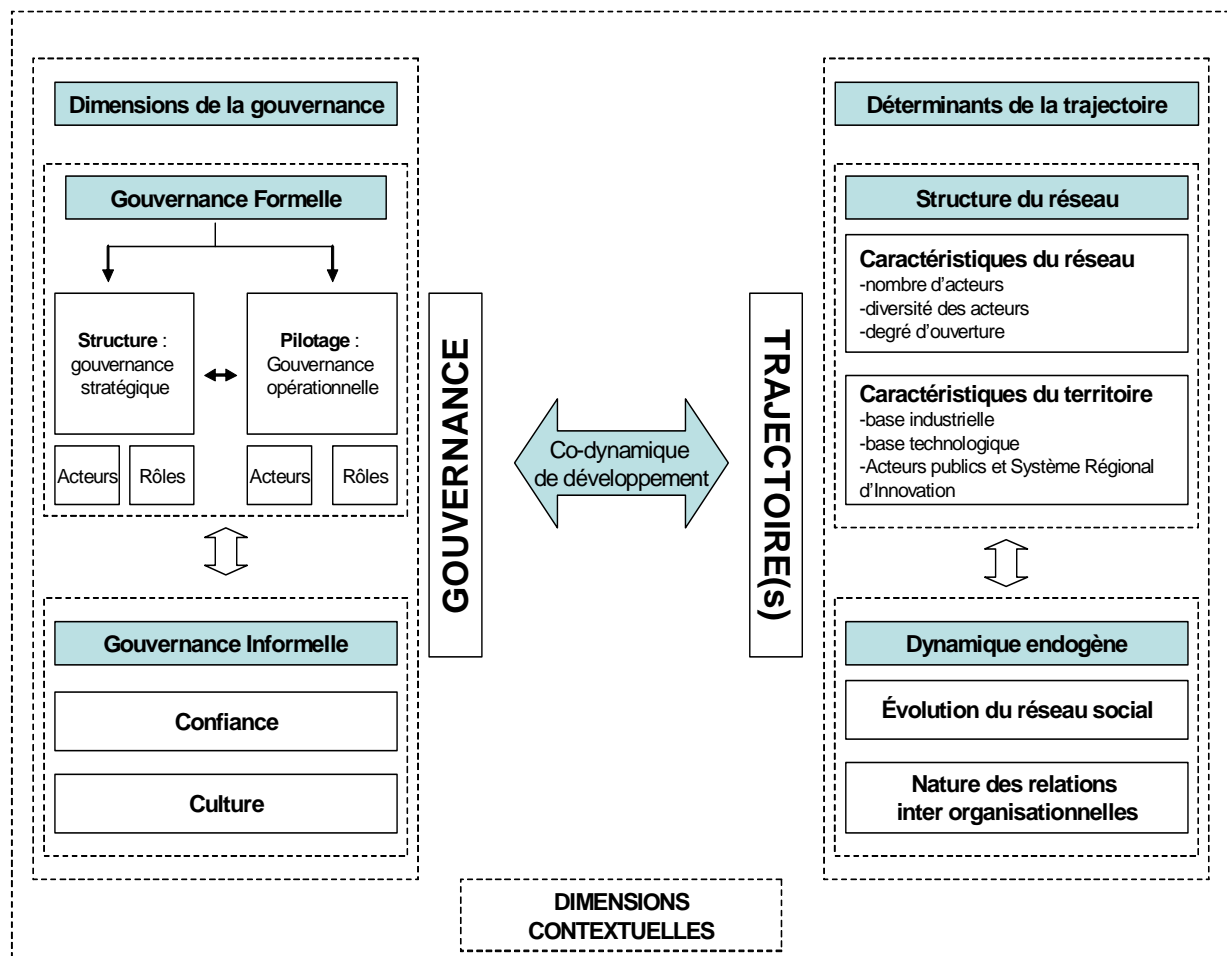 Dimensions de la gouvernance
Gouvernance Formelle
Structure :
gouvernance
stratégique
Pilotage :
Gouvernance
opérationnelle
Acteurs
Rôles
Acteurs
Rôles
Gouvernance Informelle
Confiance
Culture
GOUVERNANCE
Co-dynamique
de développement
TRAJECTOIRE(s)
Déterminants de la trajectoire
Structure du réseau
Caractéristiques du réseau
-nombre d'acteurs
-diversité des acteurs
-degré d'ouverture
Caractéristiques du territoire
-base industrielle
-base technologique
-Acteurs publics et Système Régional
d'Innovation
Dynamique endogène
Évolution du réseau social
Nature des relations
inter organisationnelles
DIMENSIONS
CONTEXTUELLES